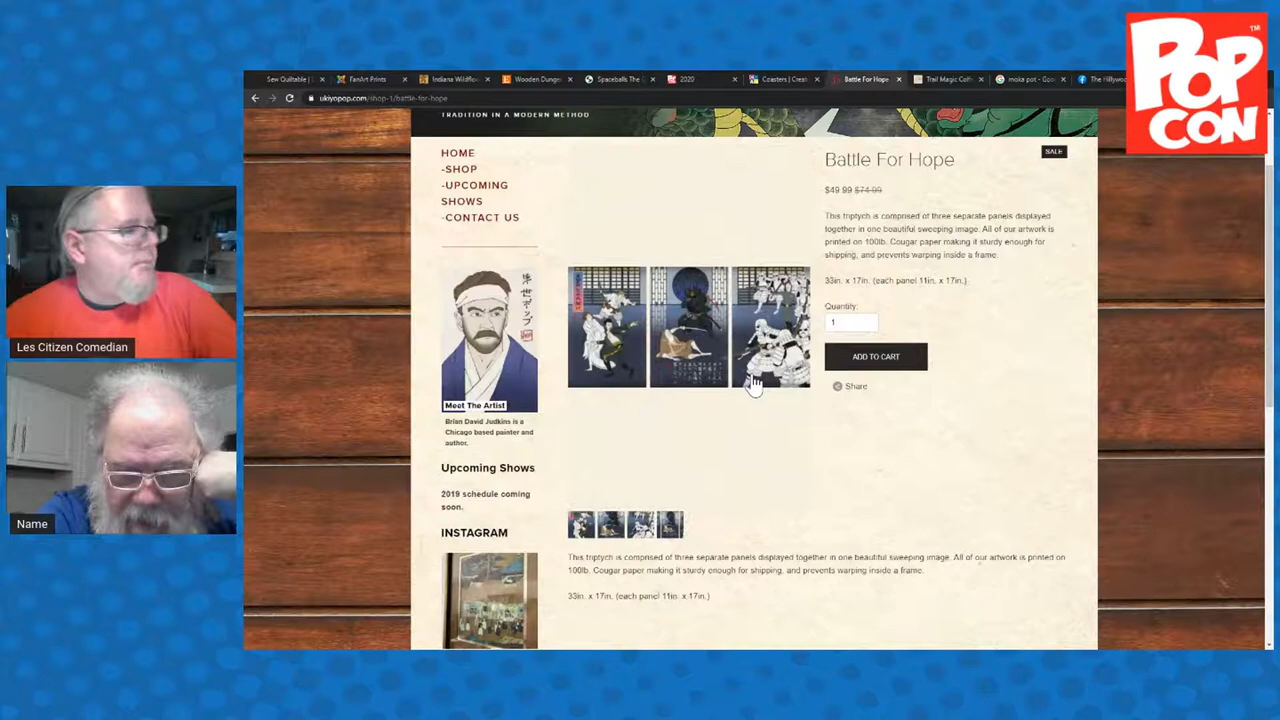 POP
CON
™
Sew Quiltable |
FanArt Prints
Indiana Wildflow
Wooden Dunge
Spaceballs The
2020
Coasters | Creat
Battle For Hope
Trail Magic Coff
moka pot - Goo
The Hillywoo
ukiyopop.com/shop-1/battle-for-hope
TRADITION IN A MODERN METHOD
HOME
-SHOP
-UPCOMING
SHOWS
-CONTACT US
浮世ポップ
Meet The Artist
Brian David Judkins is a
Chicago based painter and
author.
Upcoming Shows
2019 schedule coming
soon.
INSTAGRAM
Battle For Hope
SALE
$49.99 $74.99
This triptych is comprised of three separate panels displayed
together in one beautiful sweeping image. All of our artwork is
printed on 100lb. Cougar paper making it sturdy enough for
shipping, and prevents warping inside a frame.
33in. x 17in. (each panel 11in. x 17in.)
Quantity:
1
ADD TO CART
Share
This triptych is comprised of three separate panels displayed together in one beautiful sweeping image. All of our artwork is printed on
100lb. Cougar paper making it sturdy enough for shipping, and prevents warping inside a frame.
33in. x 17in. (each panel 11in. x 17in.)
Les Citizen Comedian
Name